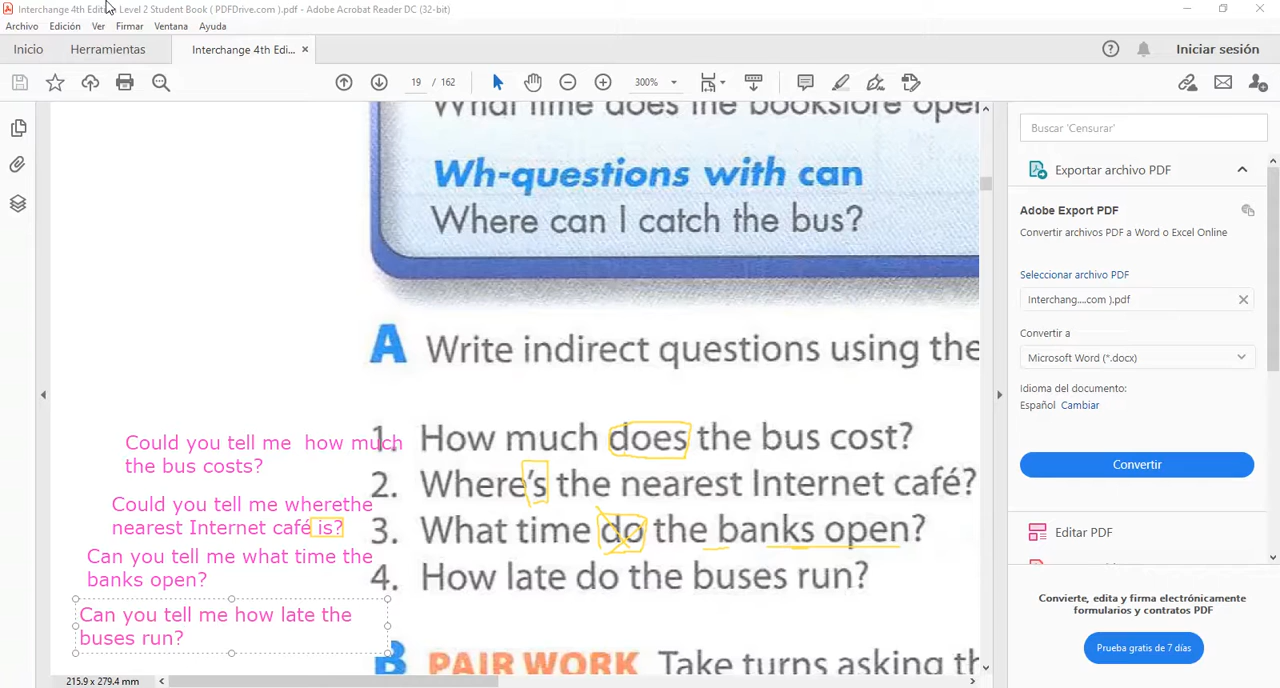 Interchange 4th Edi Level 2 Student Book ( PDFDrive.com ).pdf - Adobe Acrobat Reader DC (32-bit)
Archivo Edición Ver Firmar Ventana Ayuda
Inicio Herramientas Interchange 4th Edi... × Iniciar sesión
19 / 162 300%
What time does the bookstore open
Wh-questions with can
Where can I catch the bus?
A Write indirect questions using the
1. How much does the bus cost?
2. Where's the nearest Internet café?
3. What time do the banks open?
4. How late do the buses run?
B PAIR WORK Take turns asking th
Could you tell me how much
the bus costs?
Could you tell me wherethe
nearest Internet café is?
Can you tell me what time the
banks open?
Can you tell me how late the
buses run?
215.9 x 279.4 mm
Buscar 'Censurar'
Exportar archivo PDF
Adobe Export PDF
Convertir archivos PDF a Word o Excel Online
Seleccionar archivo PDF
Interchang....com ).pdf
Convertir a
Microsoft Word (*.docx)
Idioma del documento:
Español Cambiar
Convertir
Editar PDF
Convierte, edita y firma electrónicamente
formularios y contratos PDF
Prueba gratis de 7 días